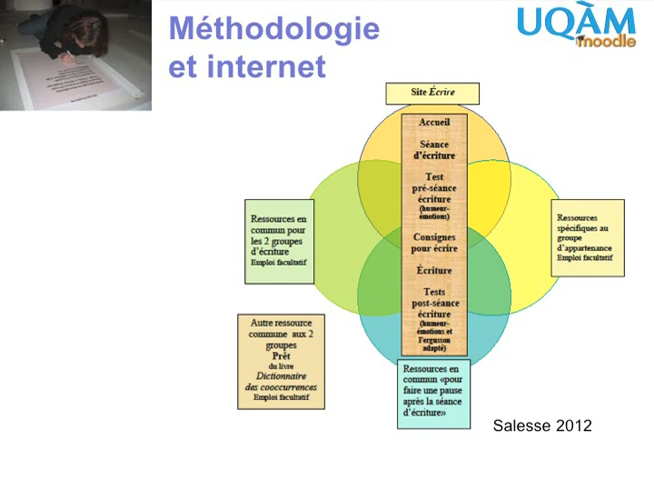 Méthodologie
et internet
UQÀM
moodle
Site Écrire
Accueil
Séance
d'écriture
Test
pré-séance
écriture
(humeur-
émotions)
Consignes
pour écrire
Écriture
Tests
post-séance
écriture
(humeur-
émotions et
Fergusson
adapté)
Ressources en
commun pour
les 2 groupes
d'écriture
Emploi facultatif
Ressources
spécifiques au
groupe
d'appartenance
Emploi facultatif
Autre ressource
commune aux 2
groupes
Prêt
du livre
Dictionnaire
des cooccurrences
Emploi facultatif
Ressources en
commun «pour
faire une pause
après la séance
d'écriture»
Salesse 2012